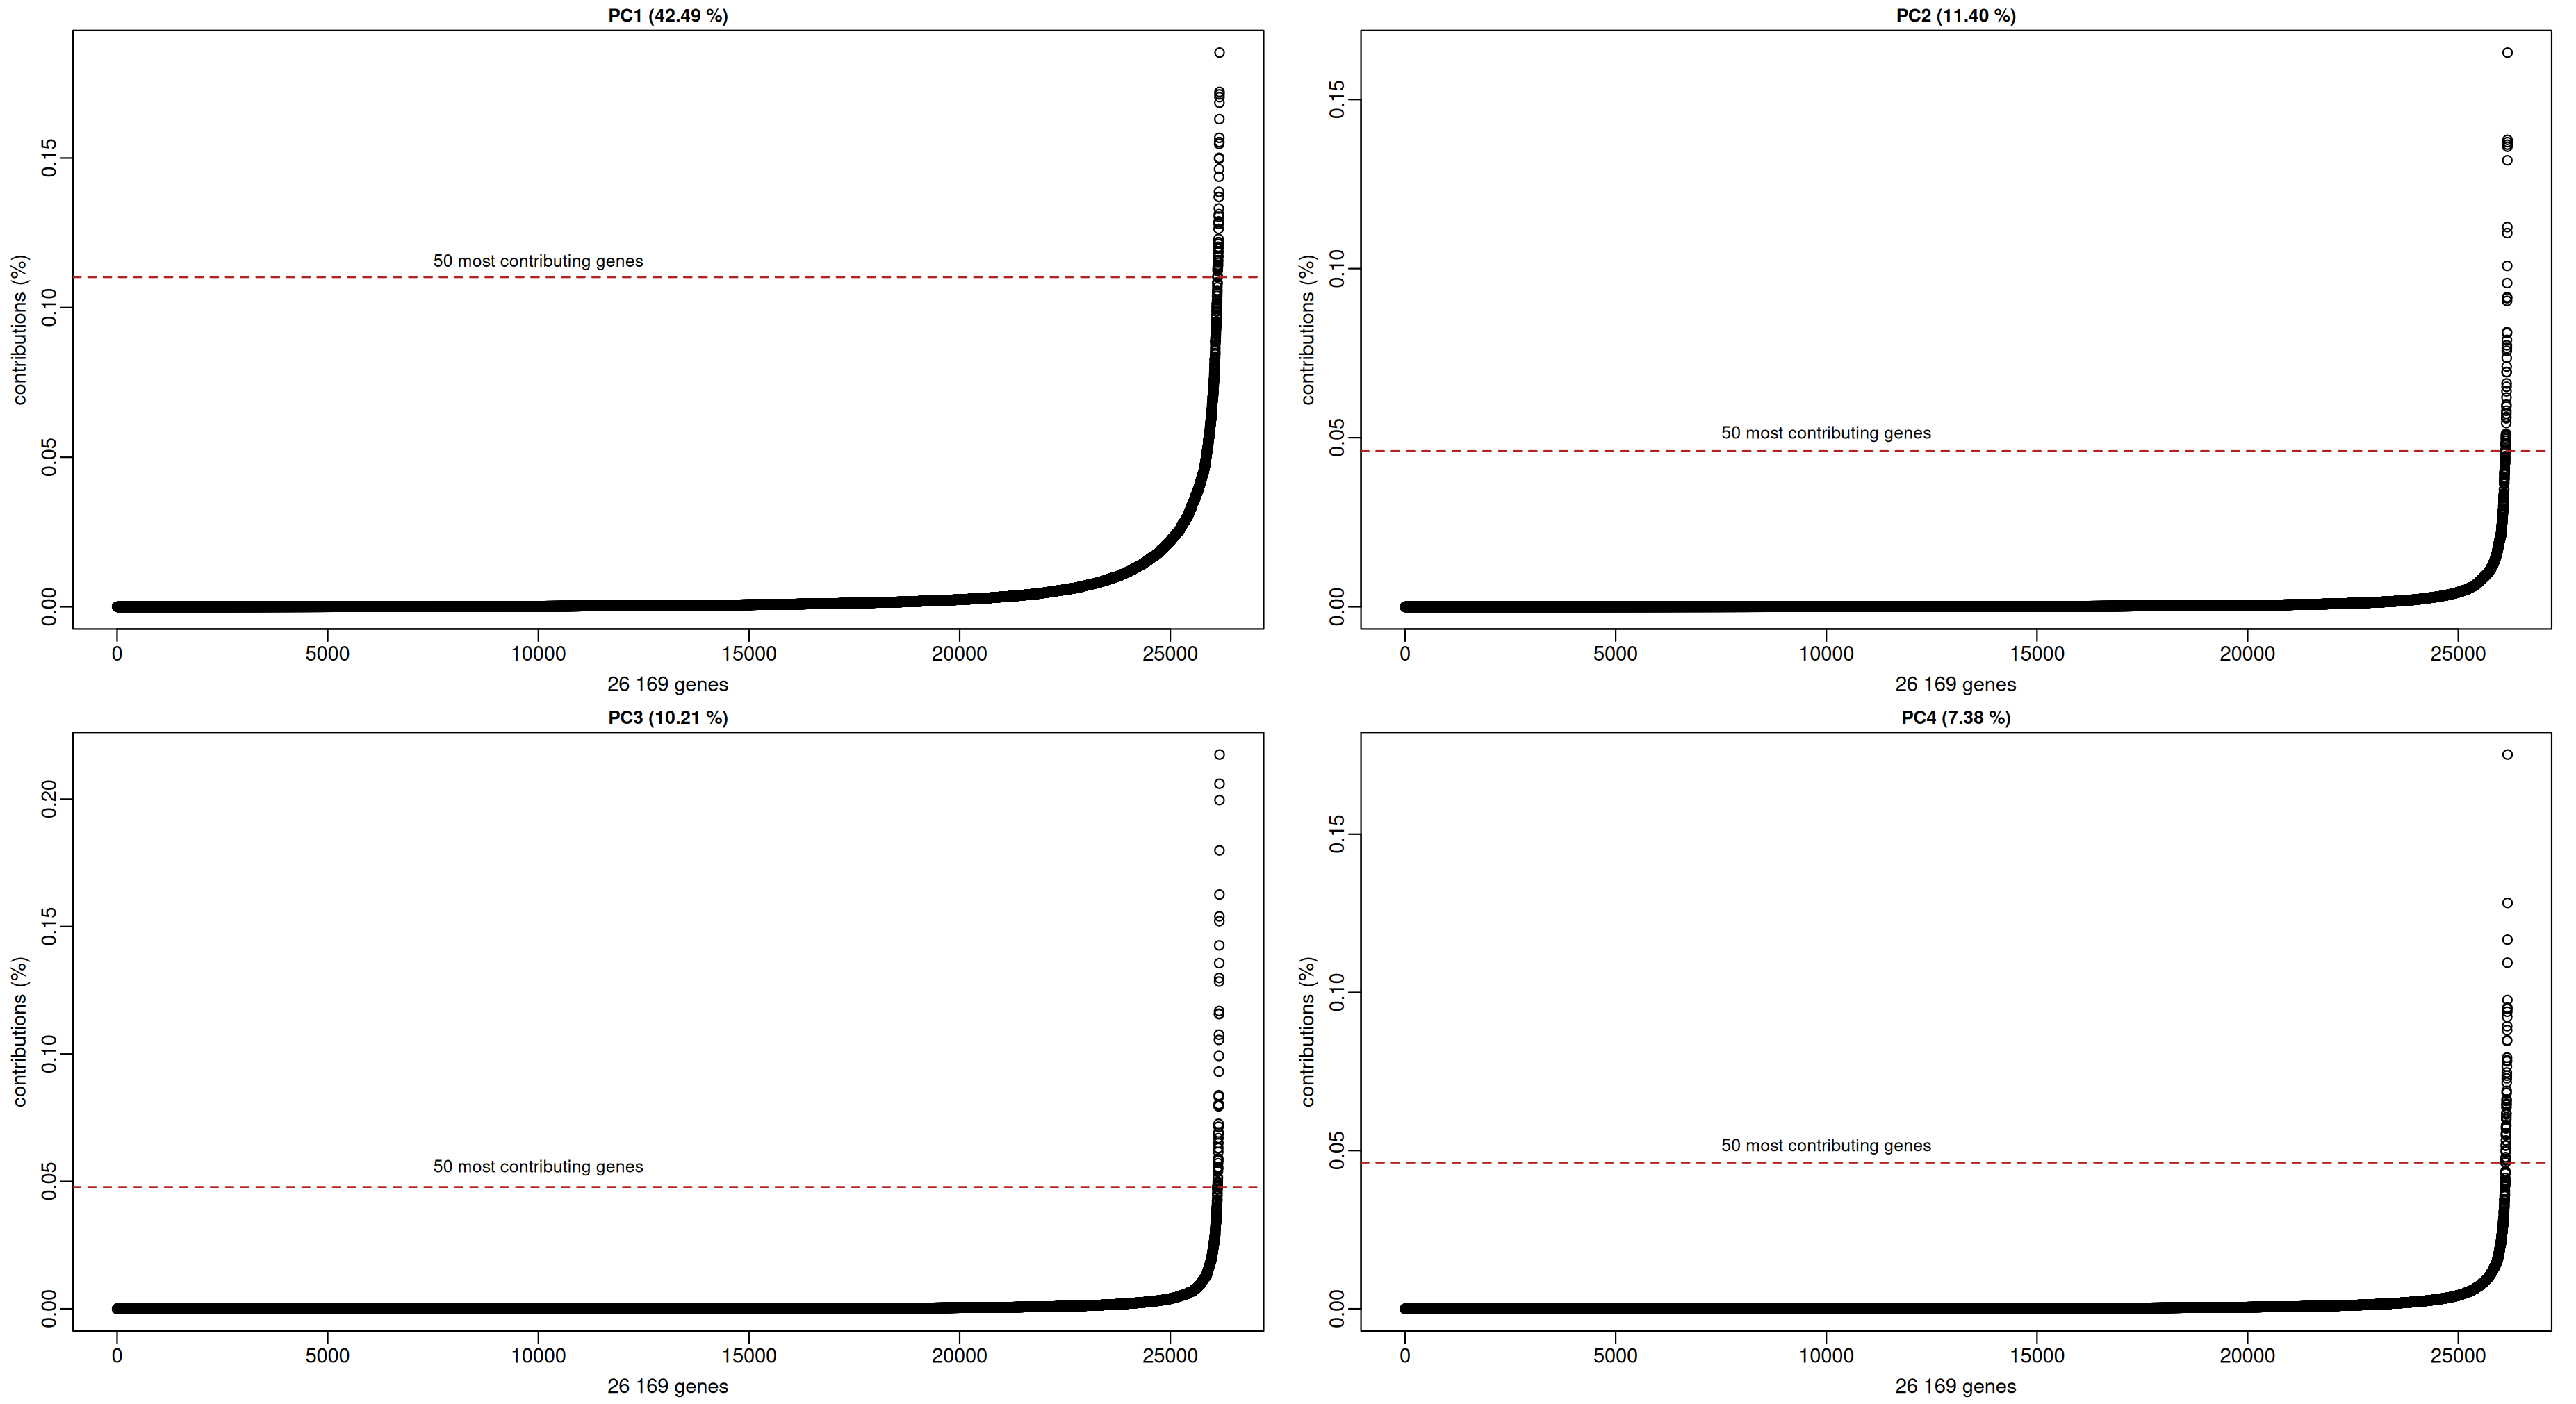 PC1 (42.49 %)
contributions (%)
0.00
0.05
0.10
0.15
50 most contributing genes
0
5000
10000
15000
20000
25000
26 169 genes
PC2 (11.40 %)
contributions (%)
0.00
0.05
0.10
0.15
50 most contributing genes
0
5000
10000
15000
20000
25000
26 169 genes
PC3 (10.21 %)
contributions (%)
0.00
0.05
0.10
0.15
0.20
50 most contributing genes
0
5000
10000
15000
20000
25000
26 169 genes
PC4 (7.38 %)
contributions (%)
0.00
0.05
0.10
0.15
50 most contributing genes
0
5000
10000
15000
20000
25000
26 169 genes